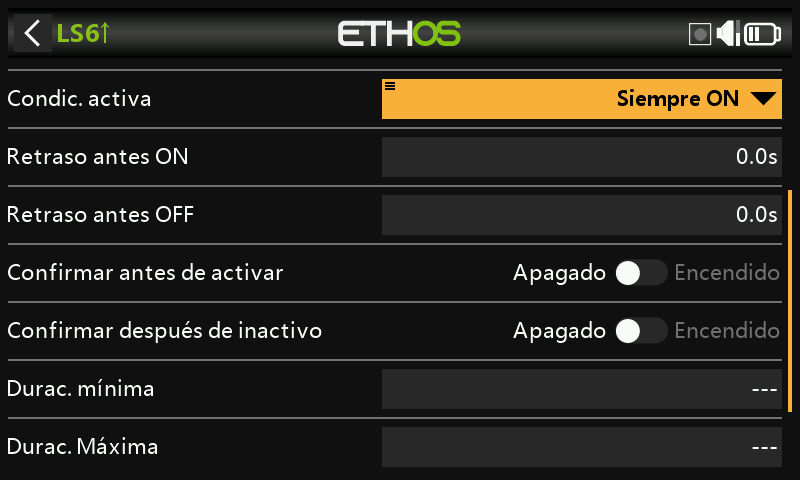 LS6↑ ETHOS
Condic. activa Siempre ON
Retraso antes ON 0.0s
Retraso antes OFF 0.0s
Confirmar antes de activar Apagado Encendido
Confirmar después de inactivo Apagado Encendido
Durac. mínima ---
Durac. Máxima ---